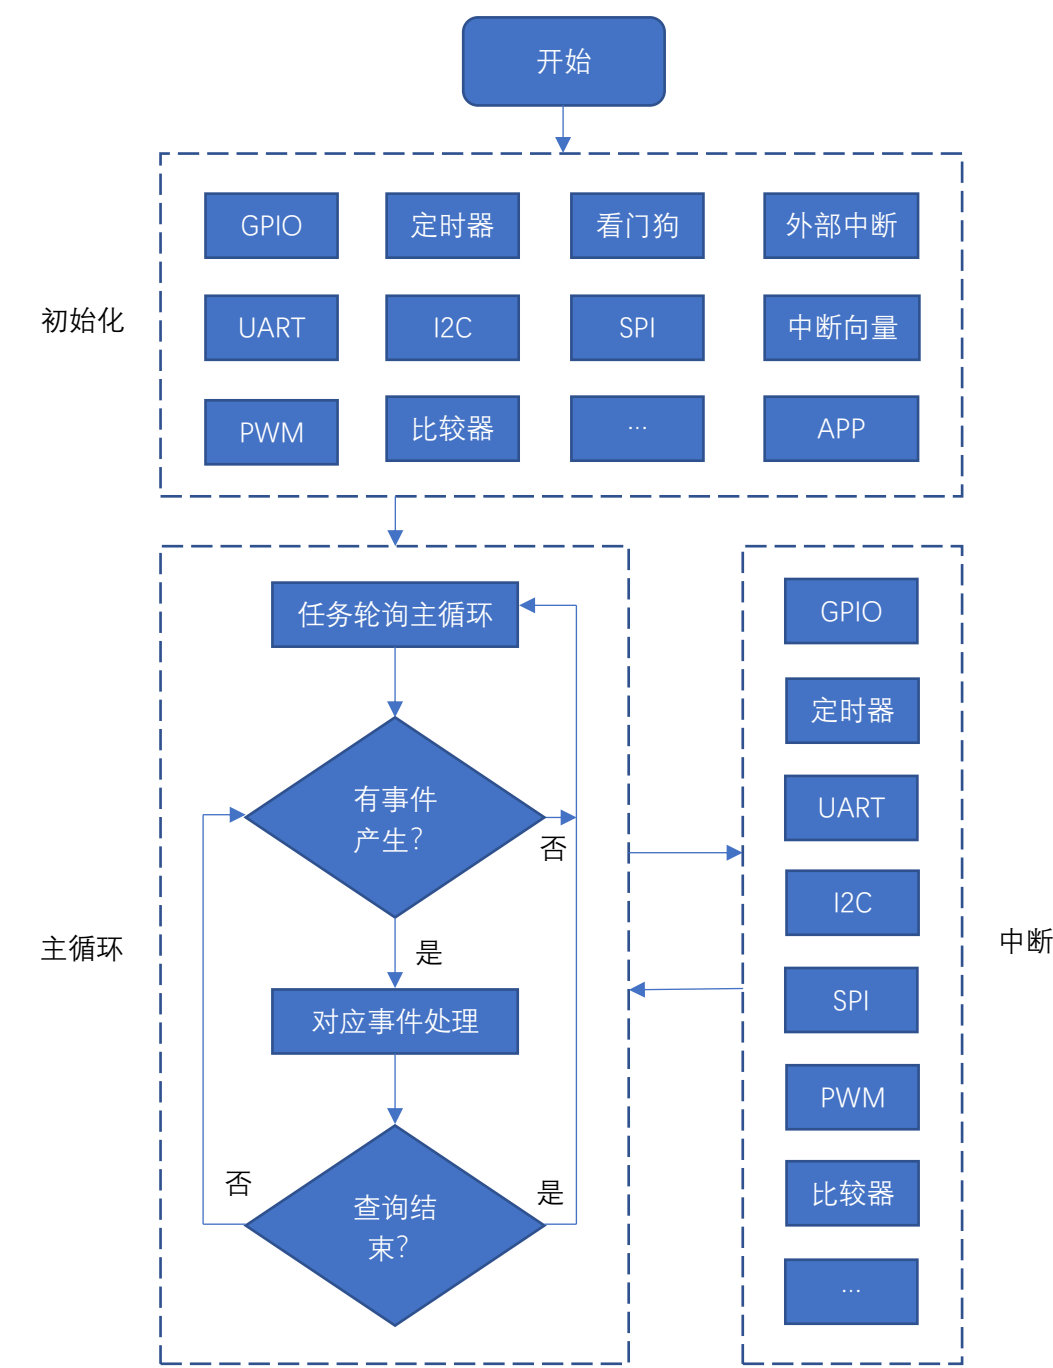 开始
初始化
GPIO
定时器
看门狗
外部中断
UART
I2C
SPI
中断向量
PWM
比较器
...
APP
主循环
任务轮询主循环
有事件
产生？
否
是
对应事件处理
查询结
束？
否
是
中断
GPIO
定时器
UART
I2C
SPI
PWM
比较器
...